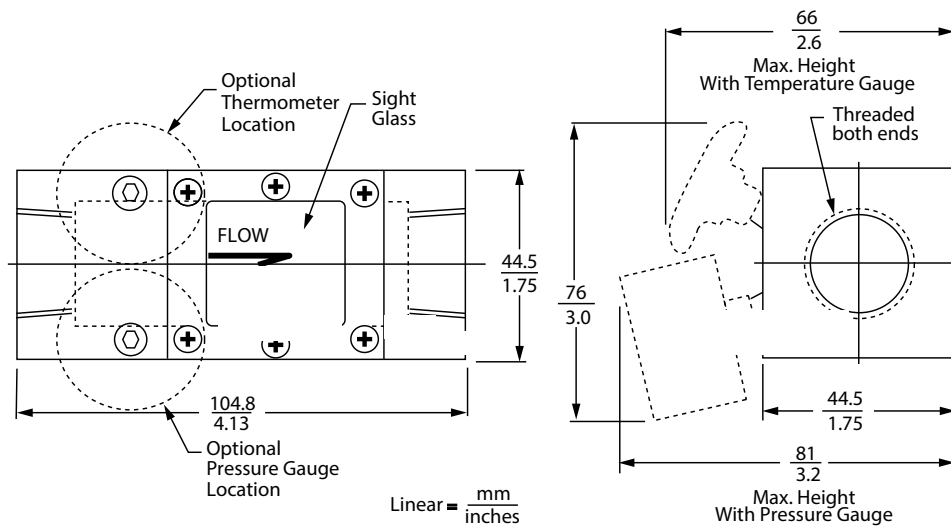 Optional
Thermometer
Location
Sight
Glass
FLOW
44.5
1.75
104.8
4.13
Optional
Pressure Gauge
Location
Linear = mm
inches
66
2.6
Max. Height
With Temperature Gauge
Threaded
both ends
76
3.0
44.5
1.75
81
3.2
Max. Height
With Pressure Gauge